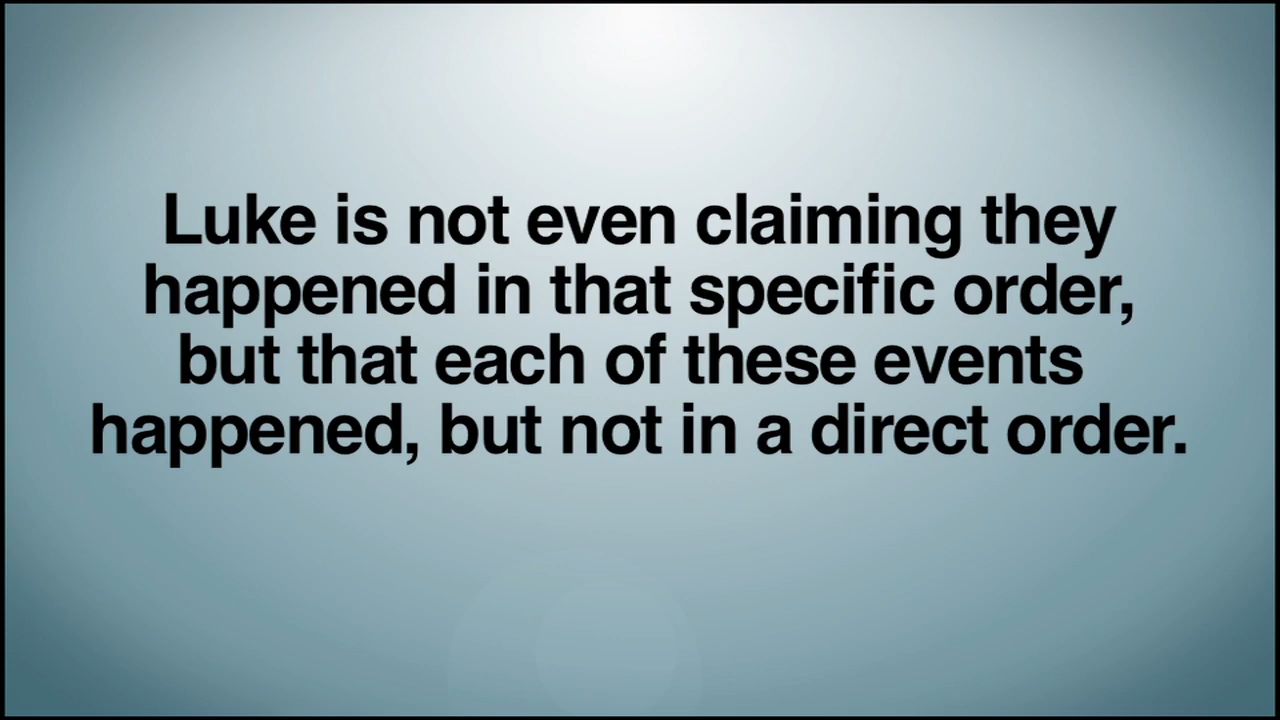 Luke is not even claiming they
happened in that specific order,
but that each of these events
happened, but not in a direct order.